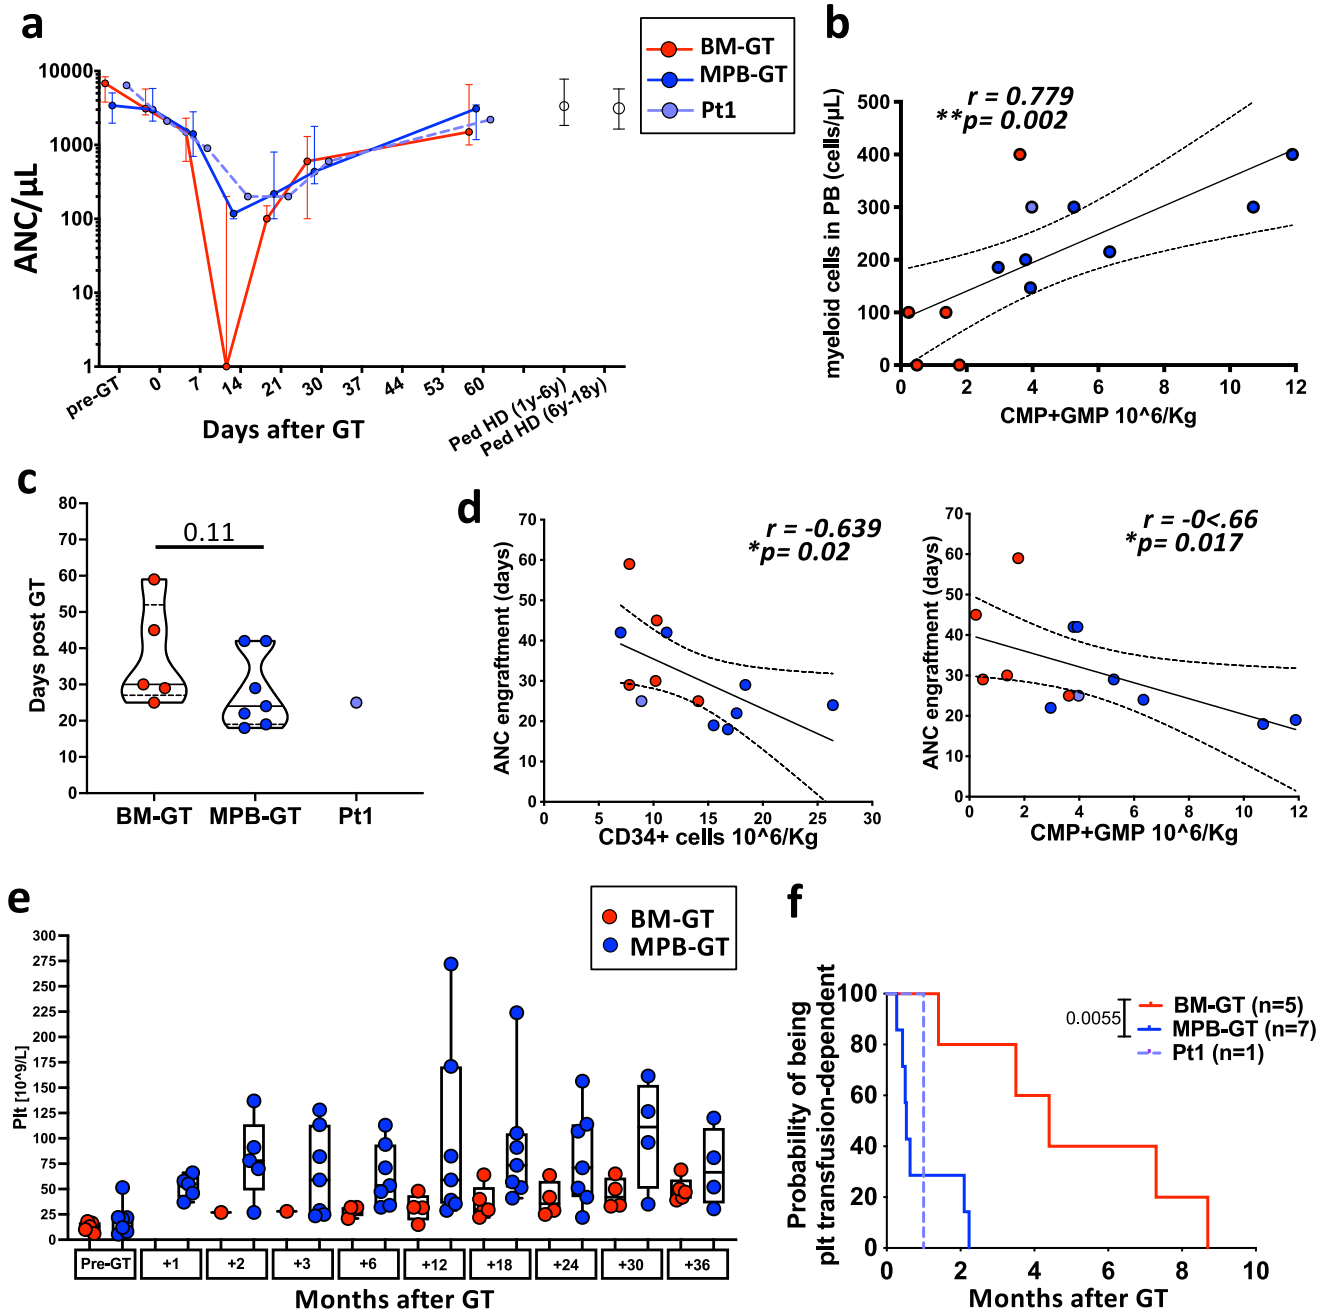 a
BM-GT
MPB-GT
Pt1
10000
1000
100
10
1
ANC/µL
pre-GT
0
7
14
21
30
37
44
53
60
Ped HD (1y-6y)
Ped HD (6y-18y)
Days after GT
b
r = 0.779
**p= 0.002
myeloid cells in PB (cells/µL)
500
400
300
200
100
0
0 2 4 6 8 10 12
CMP+GMP 10^6/Kg
c
0.11
Days post GT
80
70
60
50
40
30
20
10
0
BM-GT MPB-GT Pt1
d
r = -0.639
*p= 0.02
ANC engraftment (days)
70
60
50
40
30
20
10
0
0 5 10 15 20 25 30
CD34+ cells 10^6/Kg
r = -0<.66
*p= 0.017
ANC engraftment (days)
70
60
50
40
30
20
10
0
0 2 4 6 8 10 12
CMP+GMP 10^6/Kg
e
BM-GT
MPB-GT
Plt [10^9/L]
300
275
250
225
200
175
150
125
100
75
50
25
0
Pre-GT +1 +2 +3 +6 +12 +18 +24 +30 +36
Months after GT
f
Probability of being
plt transfusion-dependent
100
80
60
40
20
0
0 2 4 6 8 10
Months after GT
0.0055
BM-GT (n=5)
MPB-GT (n=7)
Pt1 (n=1)